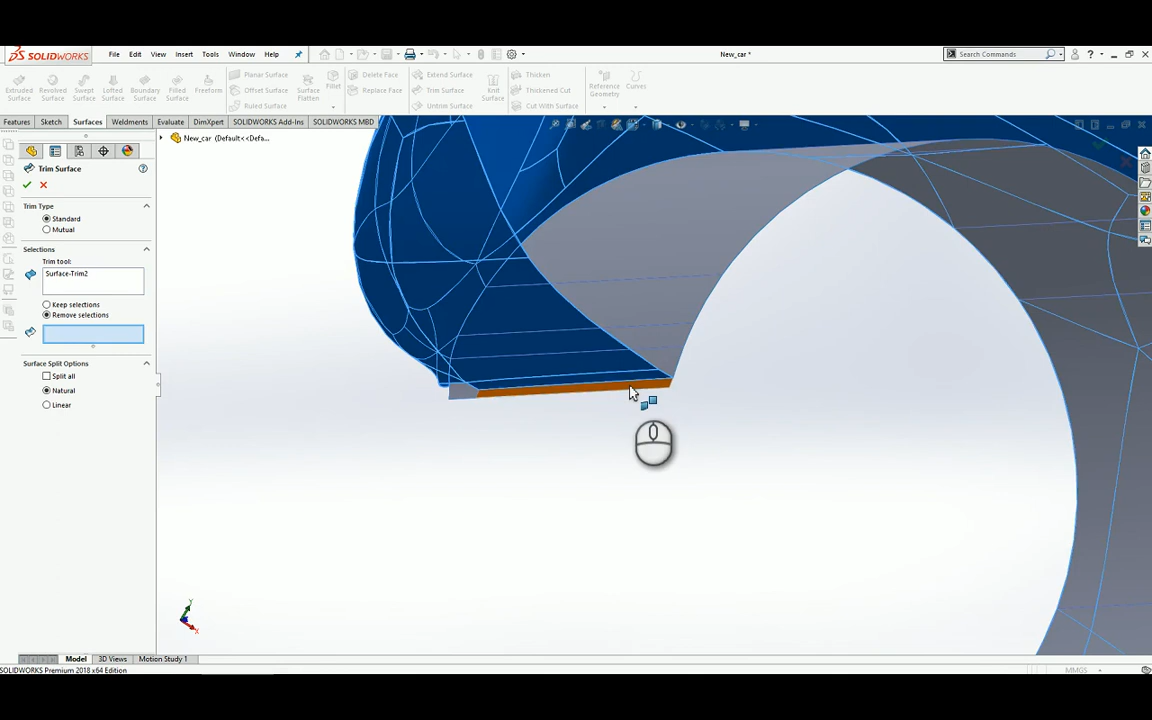 SOLIDWORKS File Edit View Insert Tools Window Help New_car * Search Commands
Extruded Surface
Revolved Surface
Swept Surface
Lofted Surface
Boundary Surface
Filled Surface
Freeform
Planar Surface
Offset Surface
Ruled Surface
Surface Flatten
Fillet
Delete Face
Replace Face
Extend Surface
Trim Surface
Untrim Surface
Knit Surface
Thicken
Thickened Cut
Cut With Surface
Reference Geometry
Curves
Features Sketch Surfaces Weldments Evaluate DimXpert SOLIDWORKS Add-Ins SOLIDWORKS MBD
New_car (Default<<Defa...
Trim Surface
Trim Type
Standard
Mutual
Selections
Trim tool:
Surface-Trim2
Keep selections
Remove selections
Surface Split Options
Split all
Natural
Linear
Y
X
Model 3D Views Motion Study 1
SOLIDWORKS Premium 2018 x64 Edition MMGS